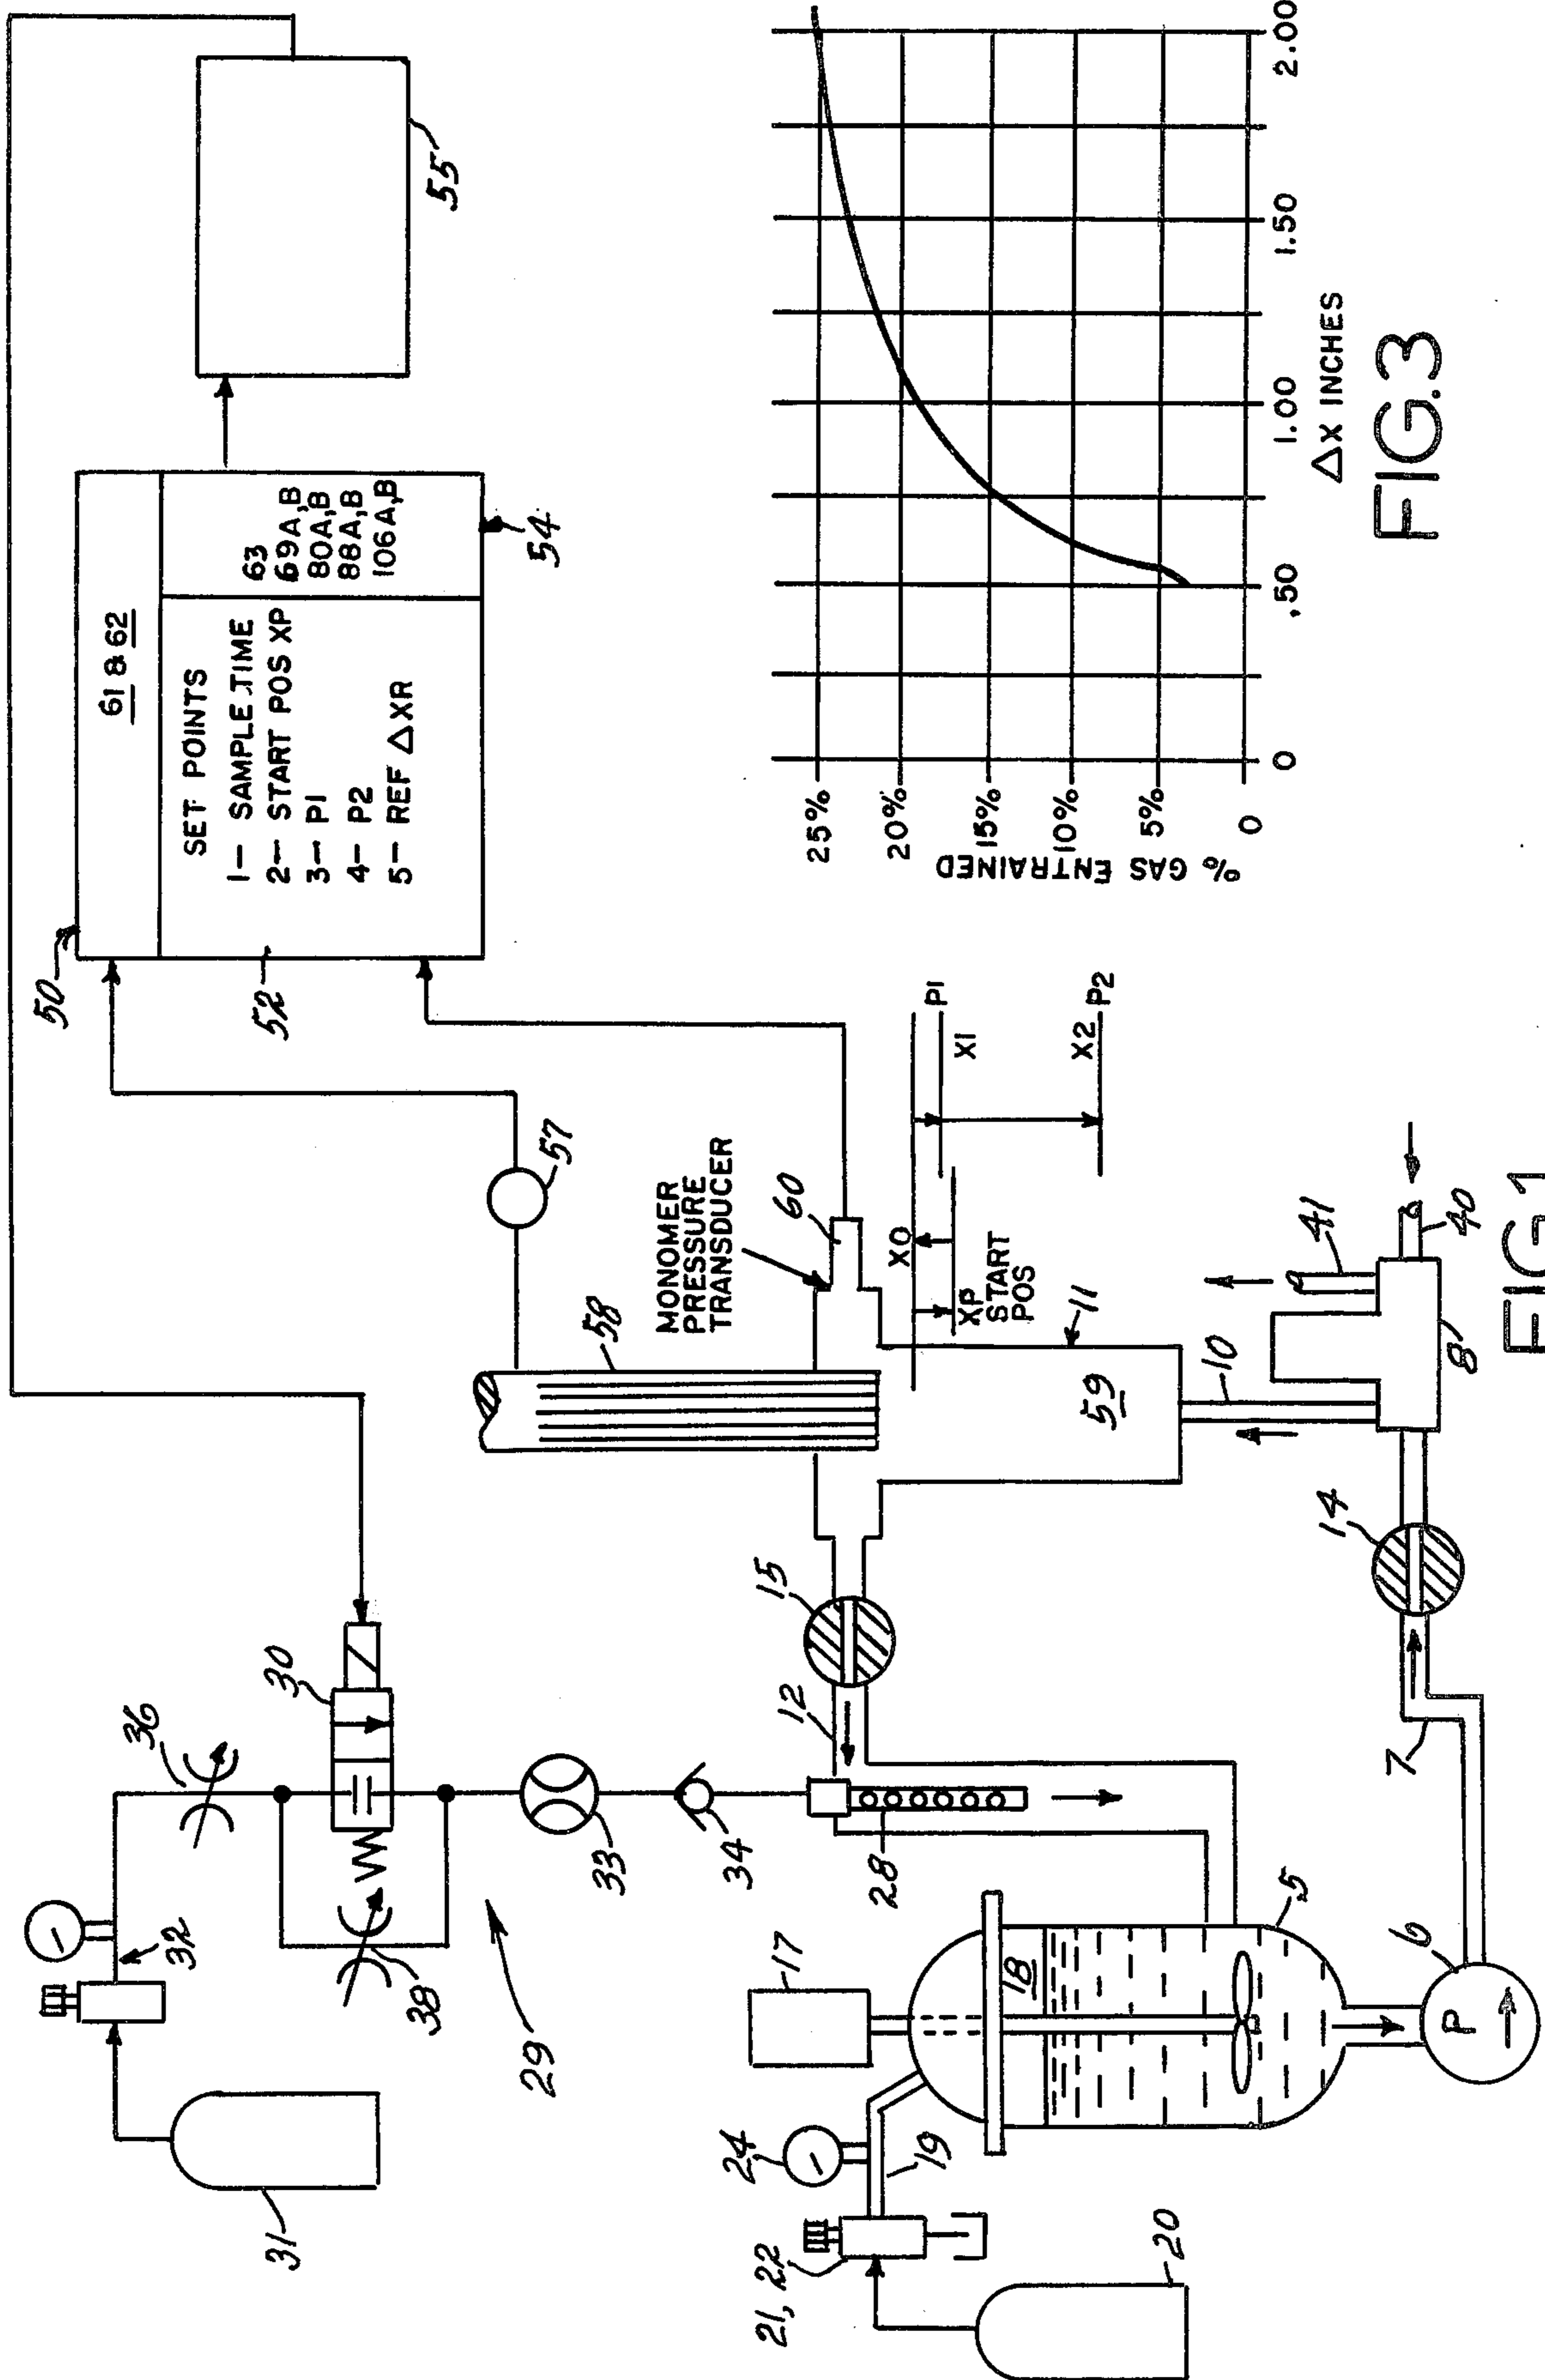 50
61 & 62
SET POINTS
1— SAMPLE TIME
2— START POS XP
3— P1
4— P2
5— REF ΔXR
63
69A,B
80A,B
88A,B
106A,B
52
54
55
57
58
MONOMER
PRESSURE
TRANSDUCER
60
XO
XP
START
POS
X1
P1
X2
P2
11
59
10
41
40
8
14
15
12
7
30
36
38
32
31
29
33
34
28
17
18
5
6
P
24
19
21, 22
20
FIG. 1
% GAS ENTRAINED
25%
20%
15%
10%
5%
0
0
.50
1.00
1.50
2.00
ΔX INCHES
FIG. 3